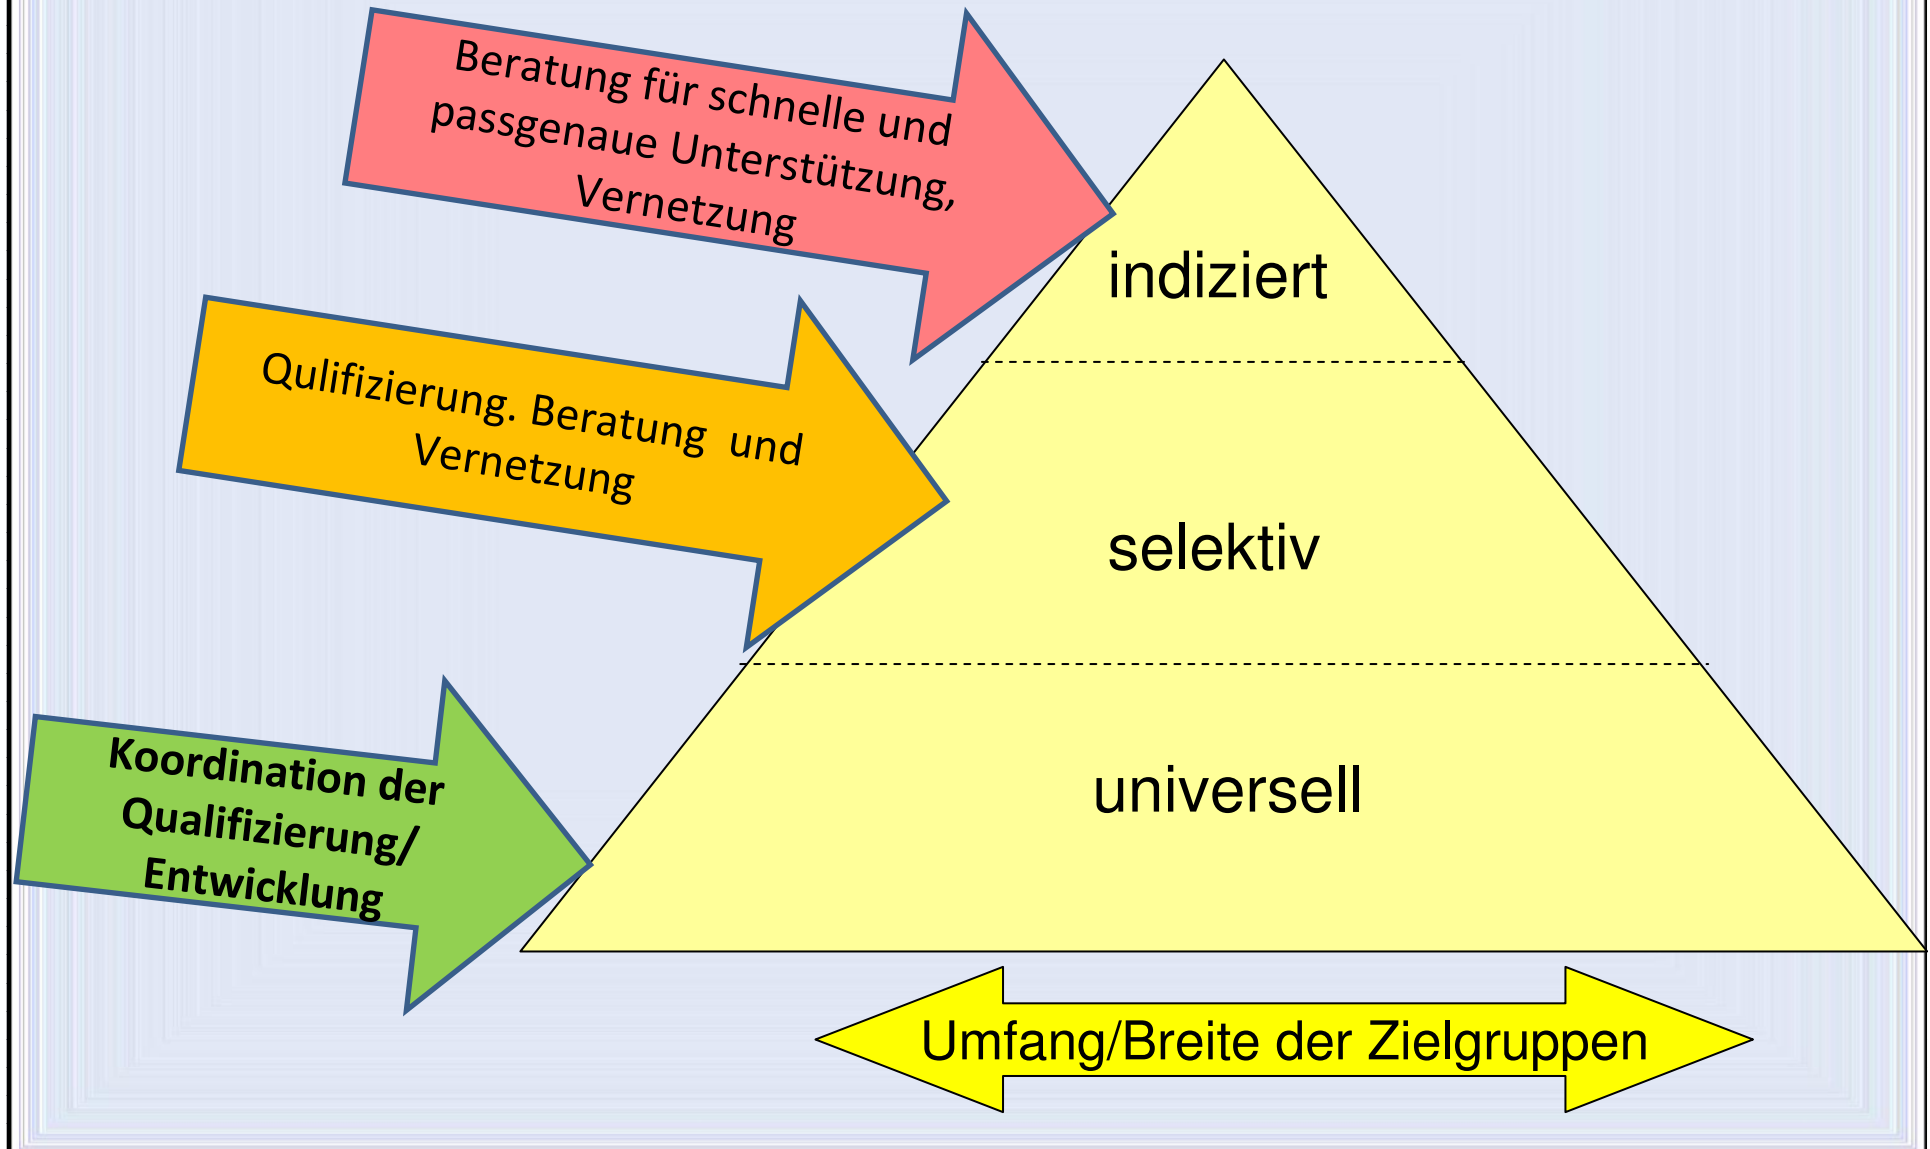 Beratung für schnelle und
passgenaue Unterstützung,
Vernetzung
indiziert
Qulifizierung. Beratung  und
Vernetzung
selektiv
Koordination der
Qualifizierung/
Entwicklung
universell
Umfang/Breite der Zielgruppen